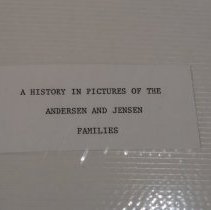 A HISTORY IN PICTURES OF THE
ANDERSEN AND JENSEN
FAMILIES